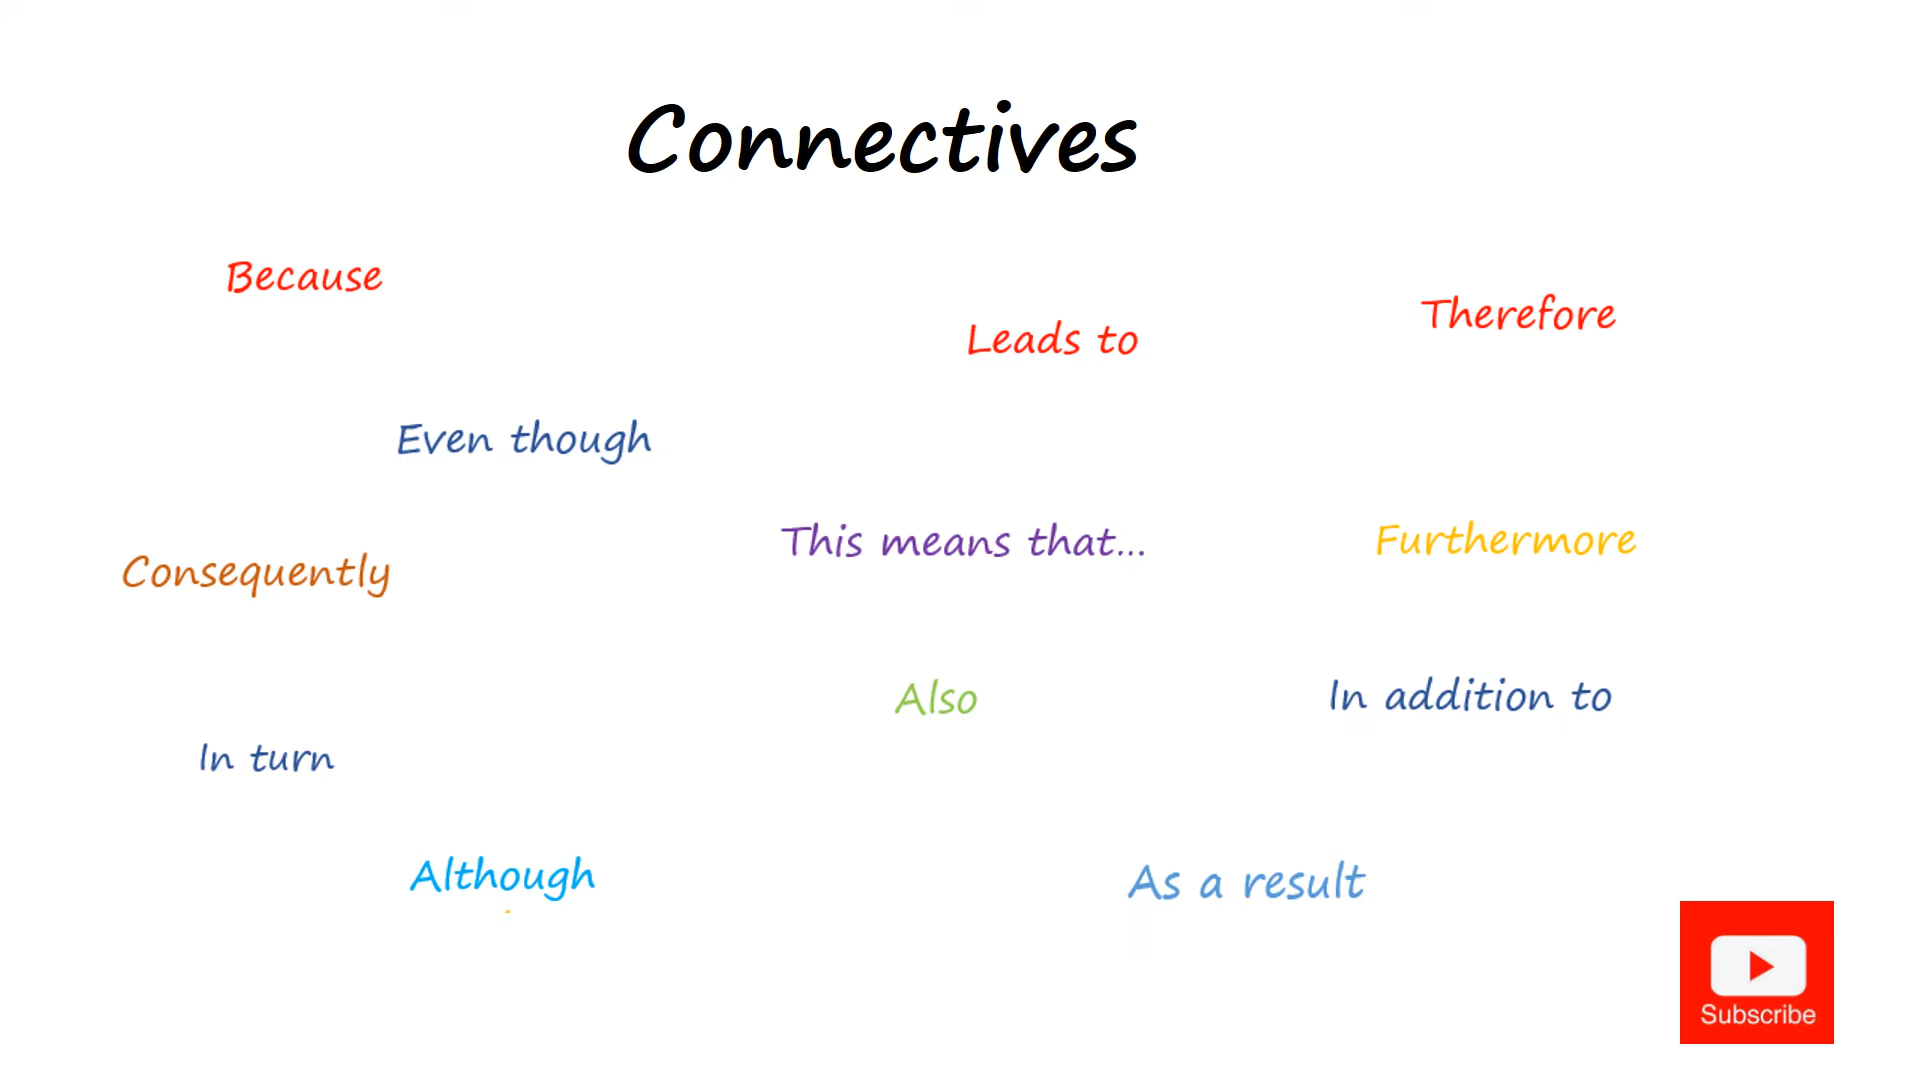 Connectives
Because
Leads to
Therefore
Even though
This means that...
Furthermore
Consequently
Also
In addition to
In turn
Although
As a result
Subscribe